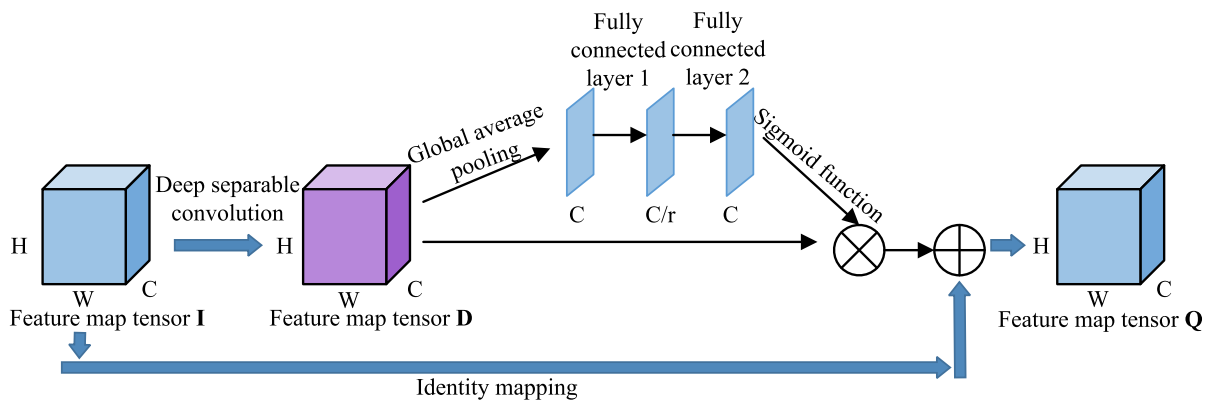 Fully
connected
layer 1
Fully
connected
layer 2
Global average
pooling
Sigmoid function
C
C/r
C
Deep separable
convolution
H
W
C
Feature map tensor I
H
W
C
Feature map tensor D
H
W
C
Feature map tensor Q
Identity mapping